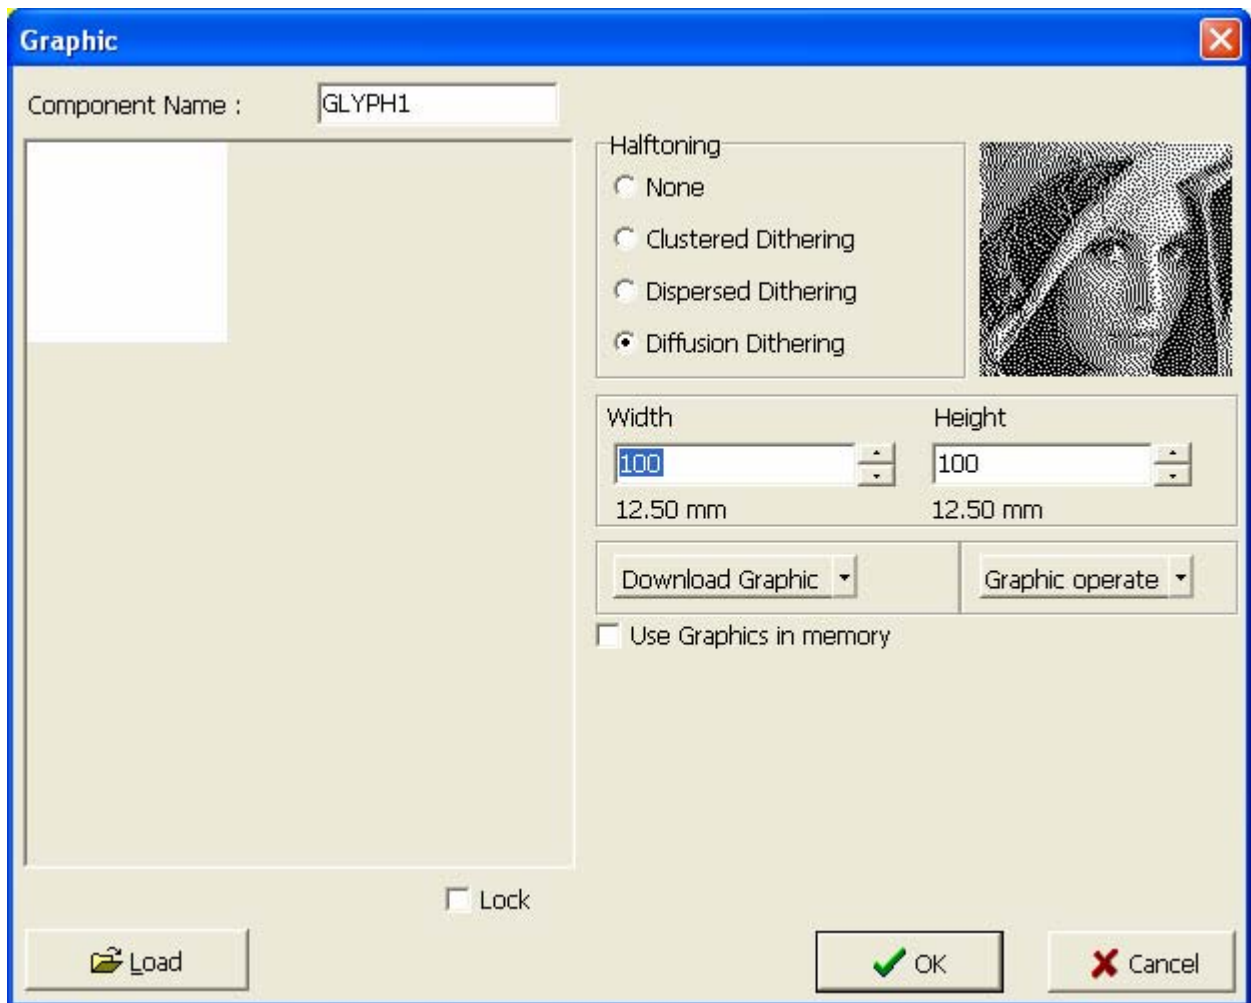 Graphic
Component Name :
GLYPH1
Halftoning
None
Clustered Dithering
Dispersed Dithering
Diffusion Dithering
Width
Height
100
100
12.50 mm
12.50 mm
Download Graphic
Graphic operate
Use Graphics in memory
Lock
Load
OK
Cancel